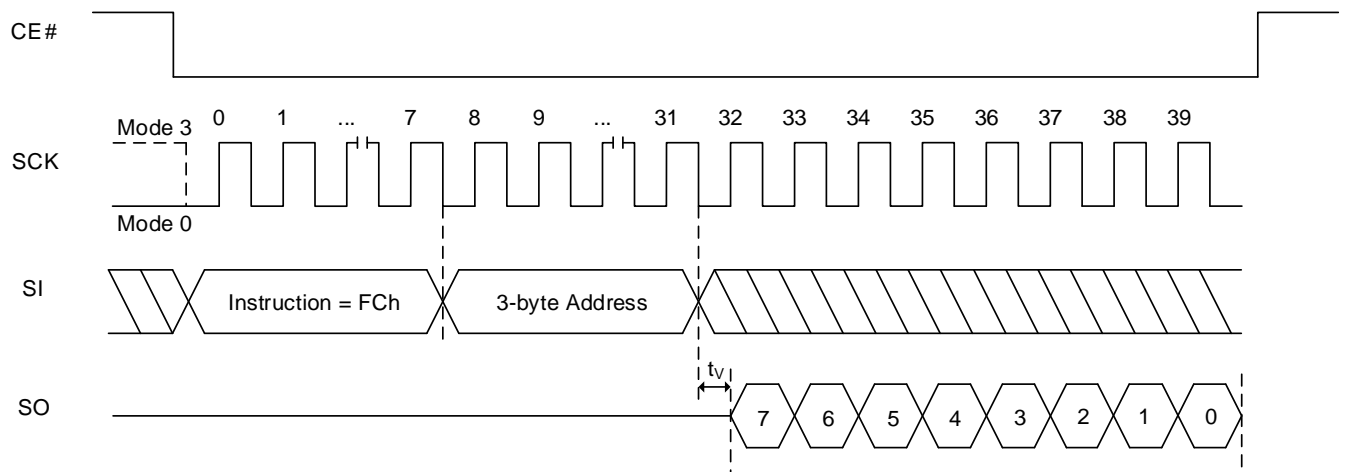 CE#
Mode 3 0 1 ... 7 8 9 ... 31 32 33 34 35 36 37 38 39
SCK
Mode 0
SI Instruction = FCh 3-byte Address
tV
SO 7 6 5 4 3 2 1 0